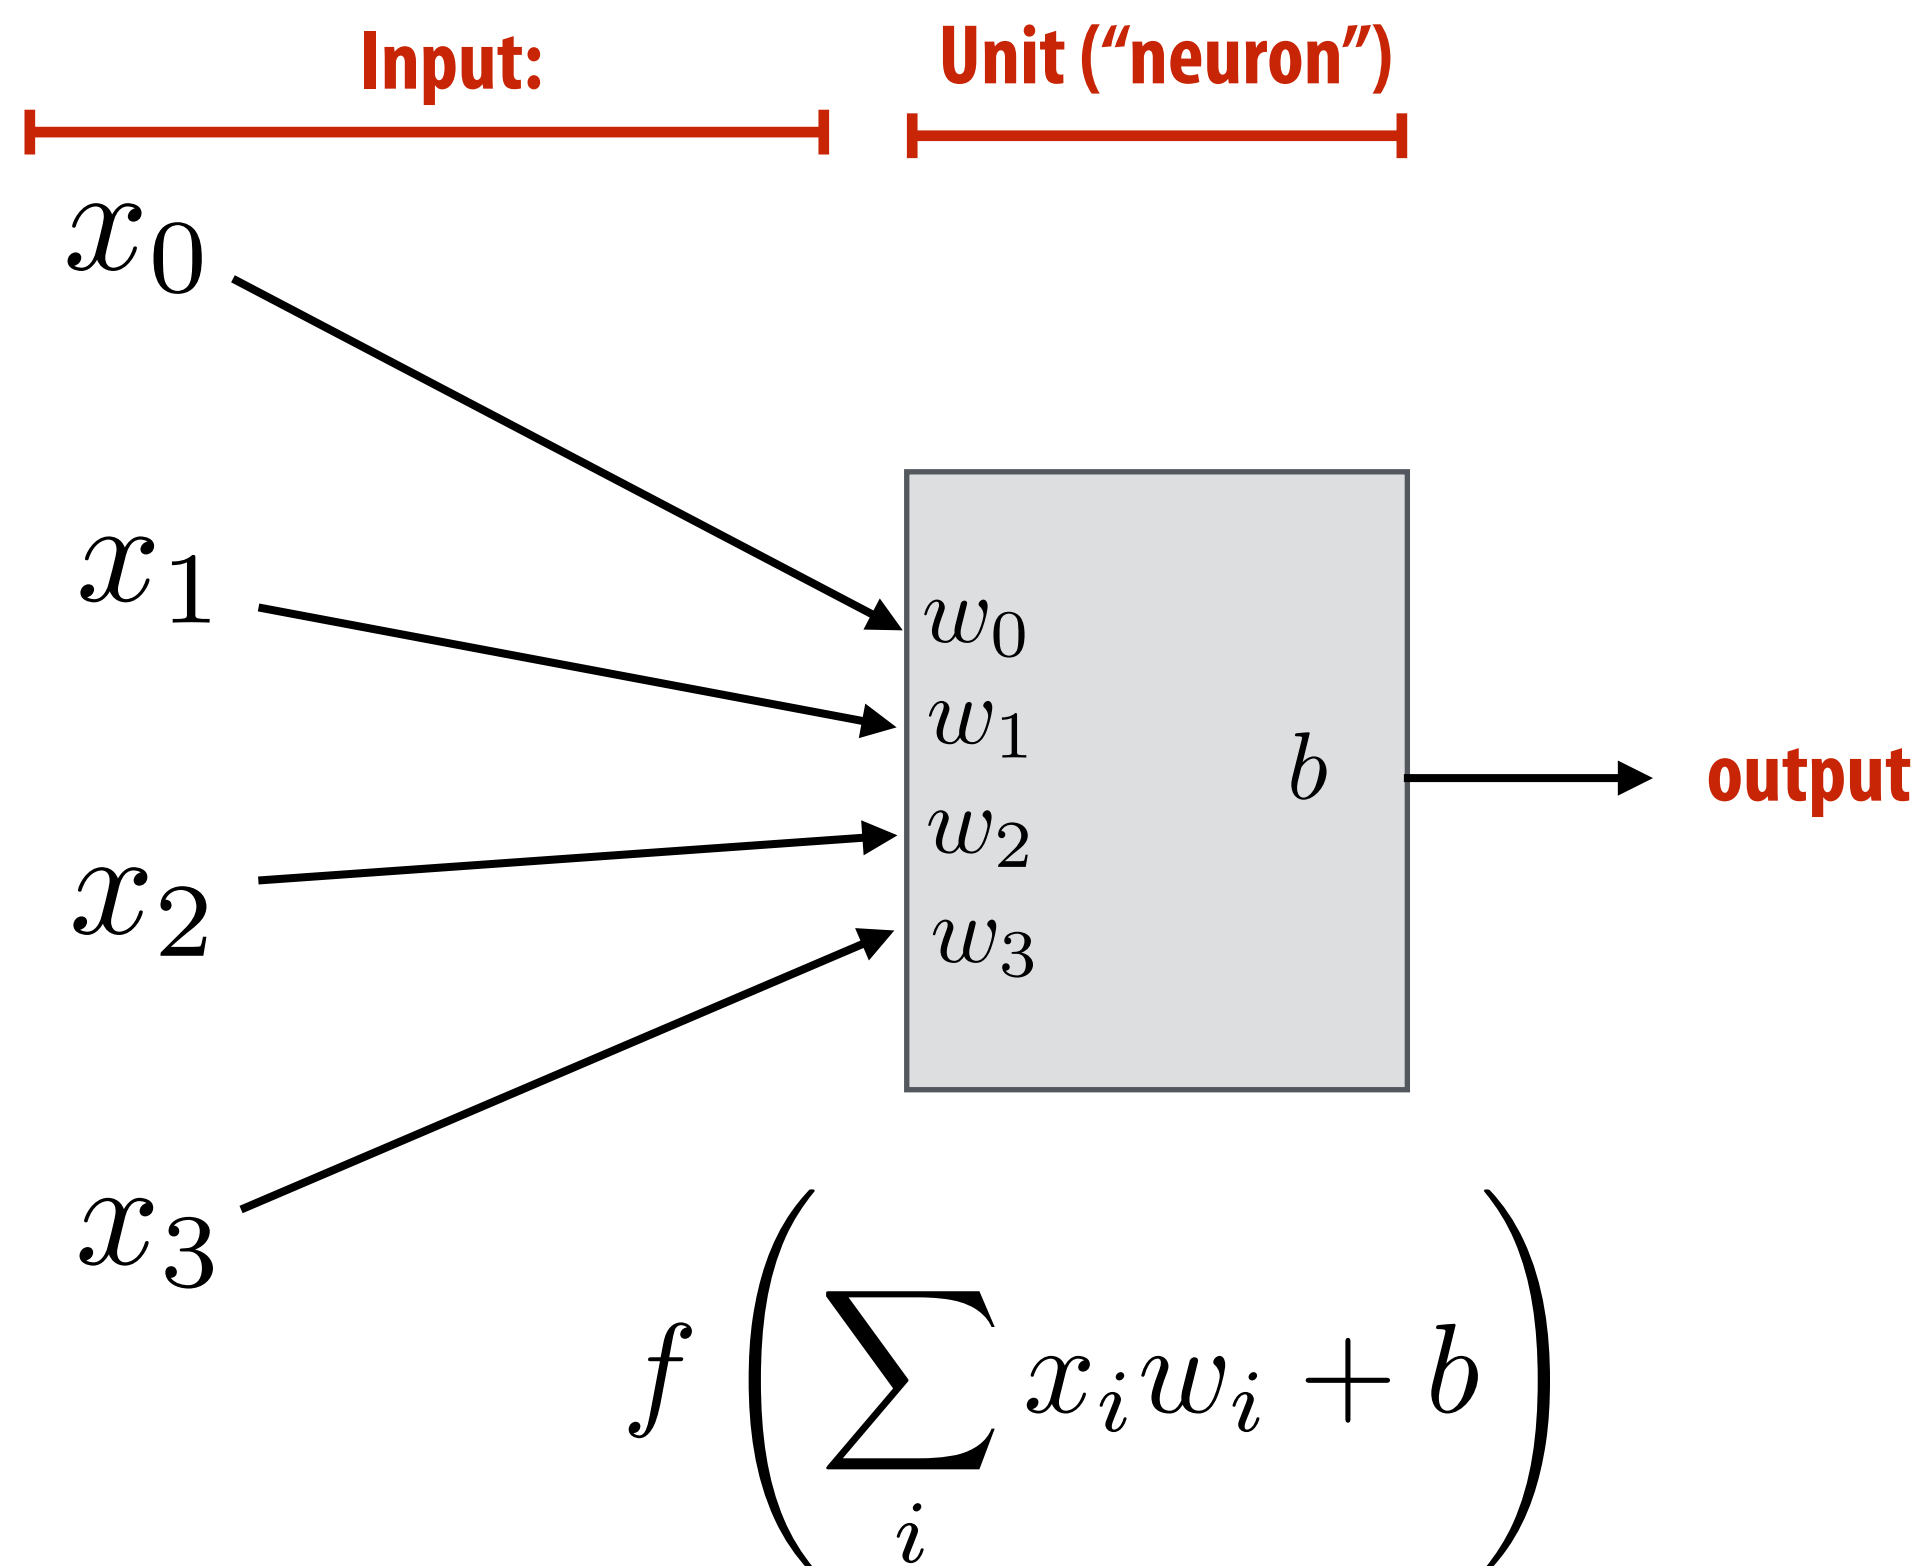 Input:
Unit (“neuron”)
x₀
x₁
x₂
x₃
w₀
w₁
w₂
w₃
b
output
f(∑ᵢ xᵢwᵢ + b)